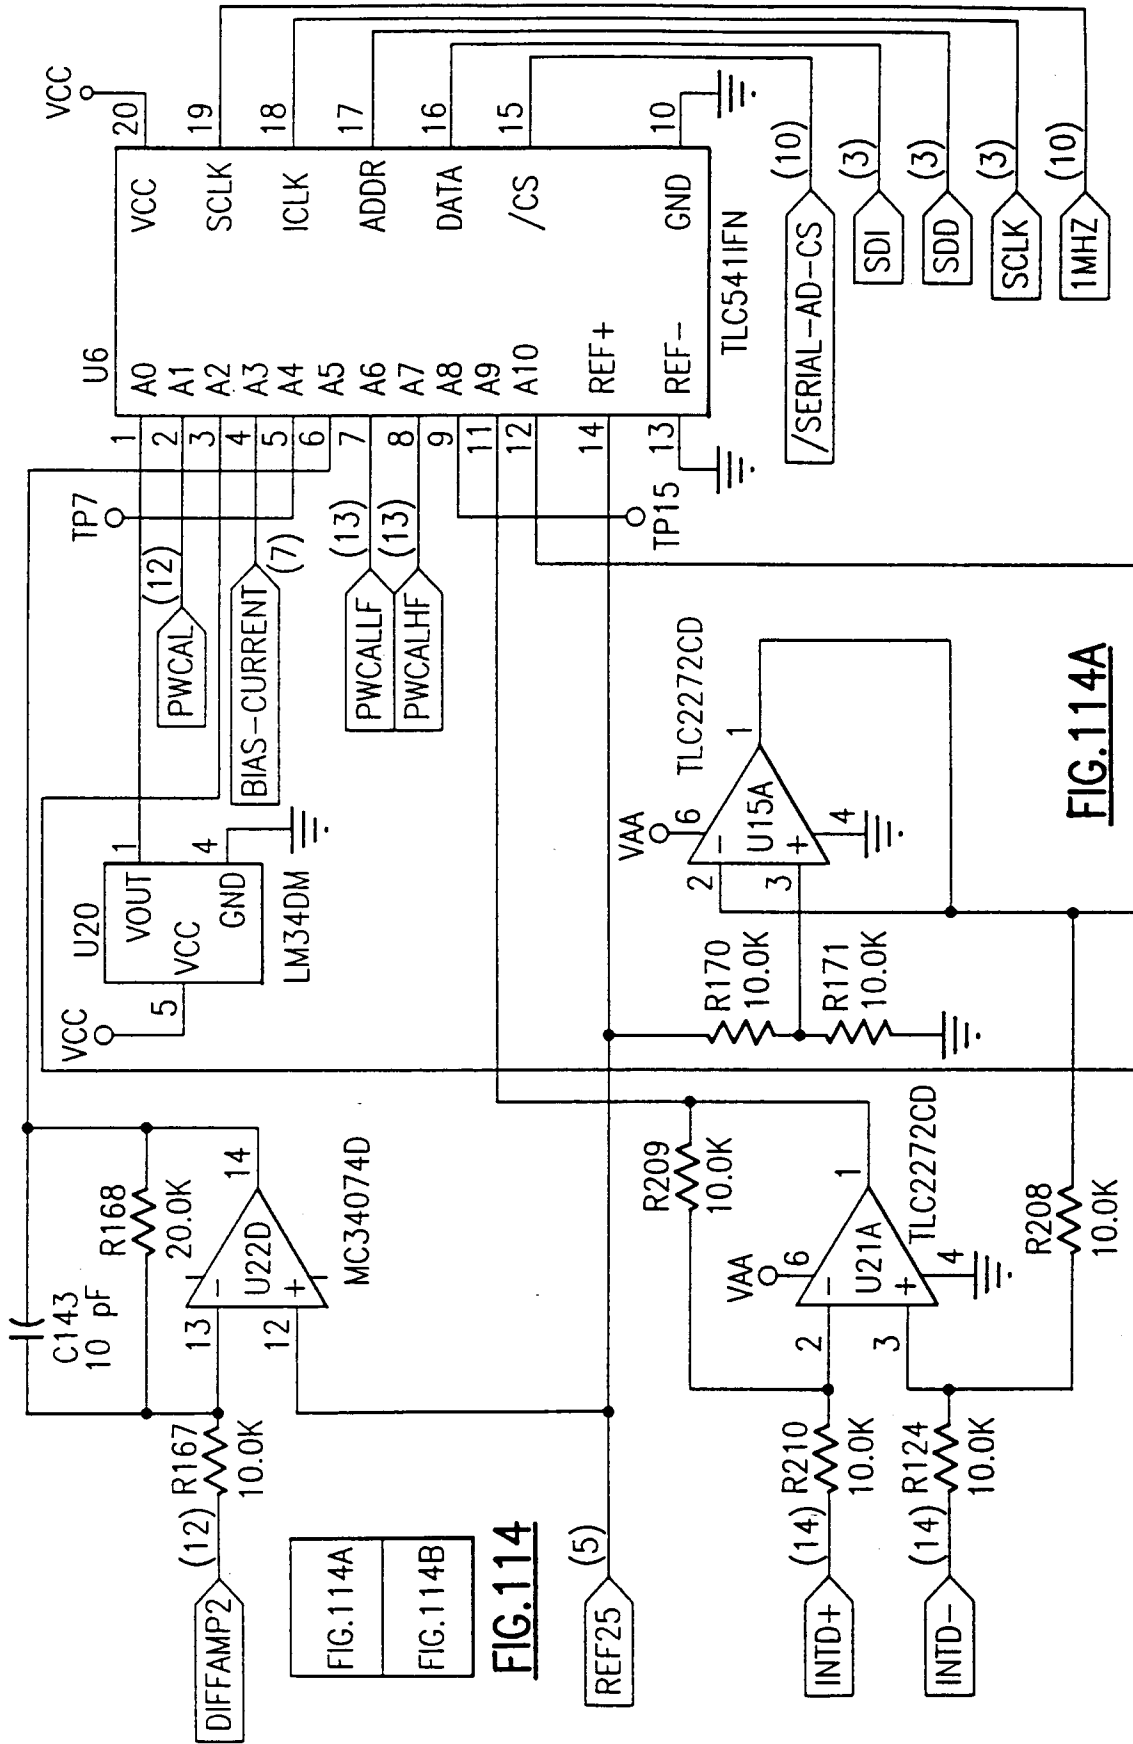 DIFFAMP2
(12)
R167
10.0K
C143
10 pF
R168
20.0K
13
12
14
U22D
-
+
MC34074D
VCC
5
U20
VOUT
VCC
GND
1
4
LM34DM
PWCAL
(12)
BIAS-CURRENT
(7)
TP7
PWCALLF
(13)
PWCALHF
(13)
TP15
U6
1
2
3
4
5
6
7
8
9
11
12
14
13
A0
A1
A2
A3
A4
A5
A6
A7
A8
A9
A10
REF+
REF-
VCC
SCLK
ICLK
ADDR
DATA
/CS
GND
TLC541IFN
VCC
20
19
18
17
16
15
10
/SERIAL-AD-CS
(10)
SDI
(3)
SDD
(3)
SCLK
(3)
1MHZ
(10)
FIG.114A
FIG.114B
FIG.114
REF25
(5)
INTD+
(14)
R210
10.0K
INTD-
(14)
R124
10.0K
R209
10.0K
VAA
6
2
3
U21A
-
+
1
4
TLC2272CD
R208
10.0K
R170
10.0K
R171
10.0K
VAA
6
2
3
U15A
-
+
1
4
TLC2272CD
FIG.114A